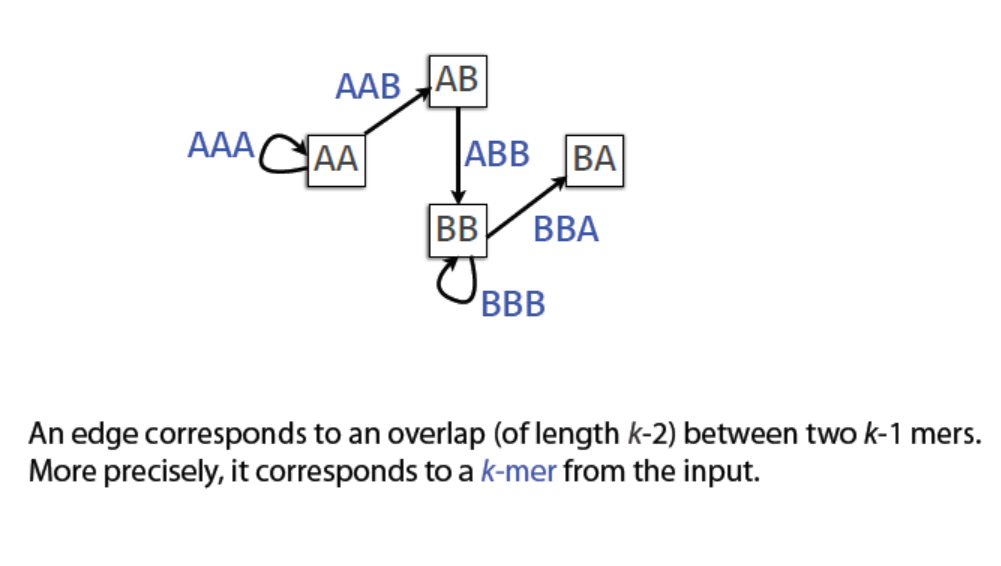 AAB AB
AAA AA ABB BA
BB BBA
BBB
An edge corresponds to an overlap (of length k-2) between two k-1 mers.
More precisely, it corresponds to a k-mer from the input.